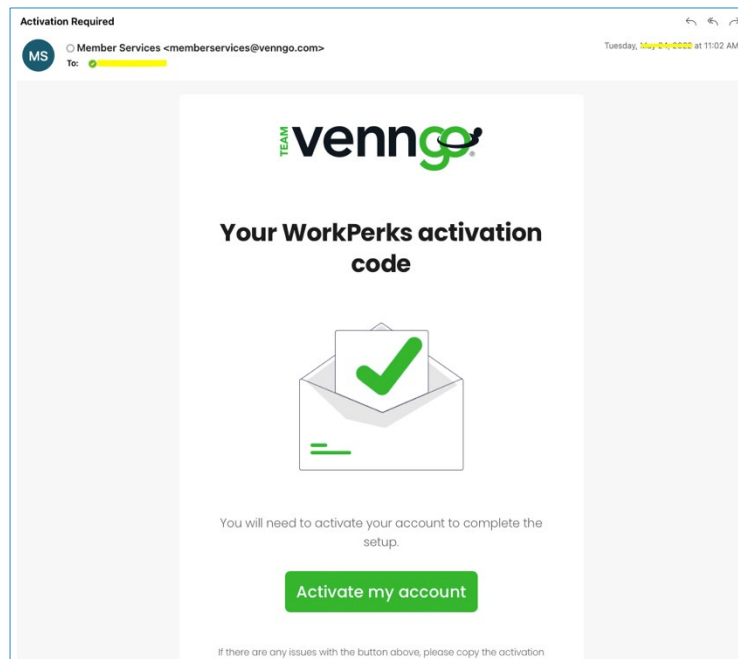 Activation Required
MS
Member Services <memberservices@venngo.com>
Tuesday, at 11:02 AM
To:
TEAM venngo®
Your WorkPerks activation
code
You will need to activate your account to complete the
setup.
Activate my account
If there are any issues with the button above, please copy the activation